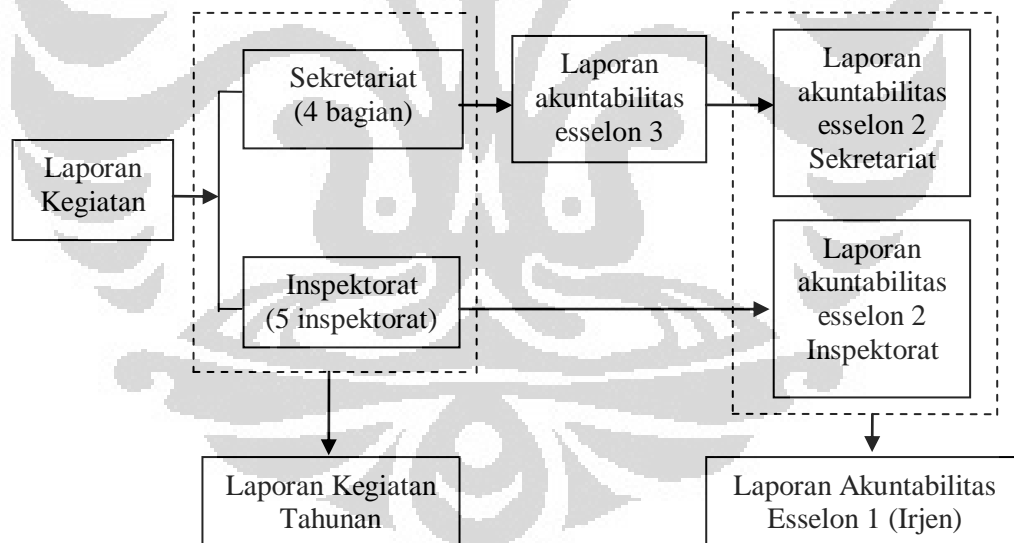 Laporan
Kegiatan
Sekretariat
(4 bagian)
Inspektorat
(5 inspektorat)
Laporan
akuntabilitas
esselon 3
Laporan
akuntabilitas
esselon 2
Sekretariat
Laporan
akuntabilitas
esselon 2
Inspektorat
Laporan Kegiatan
Tahunan
Laporan Akuntabilitas
Esselon 1 (Irjen)